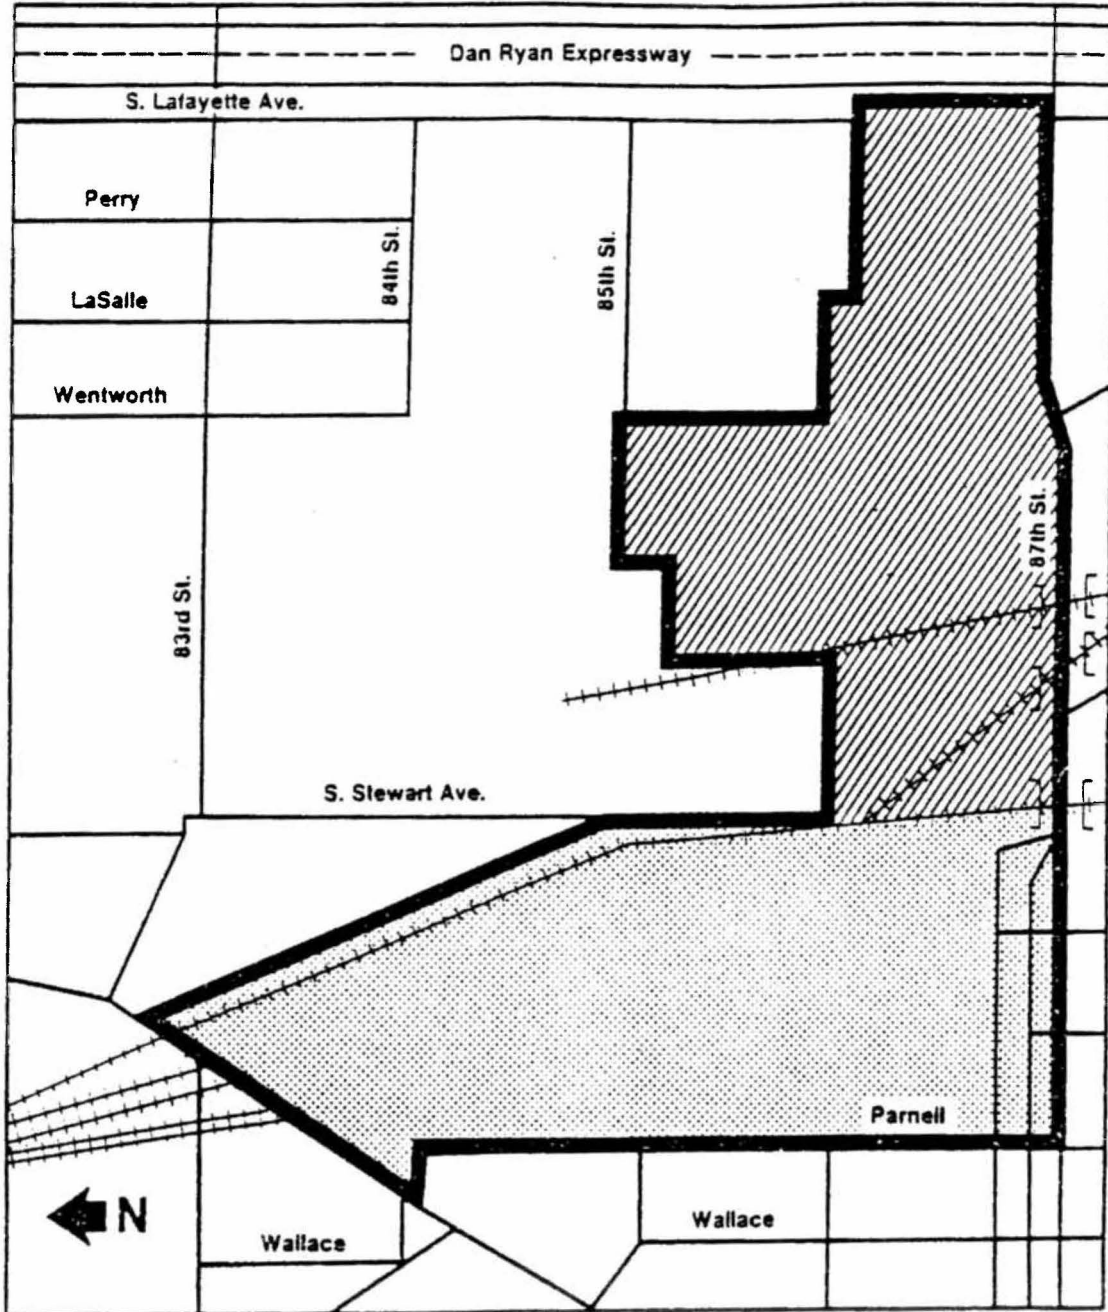 Dan Ryan Expressway
S. Lafayette Ave.
Perry
LaSalle
Wentworth
84th St.
85th St.
83rd St.
87th St.
S. Stewart Ave.
Parnell
N
Wallace
Wallace